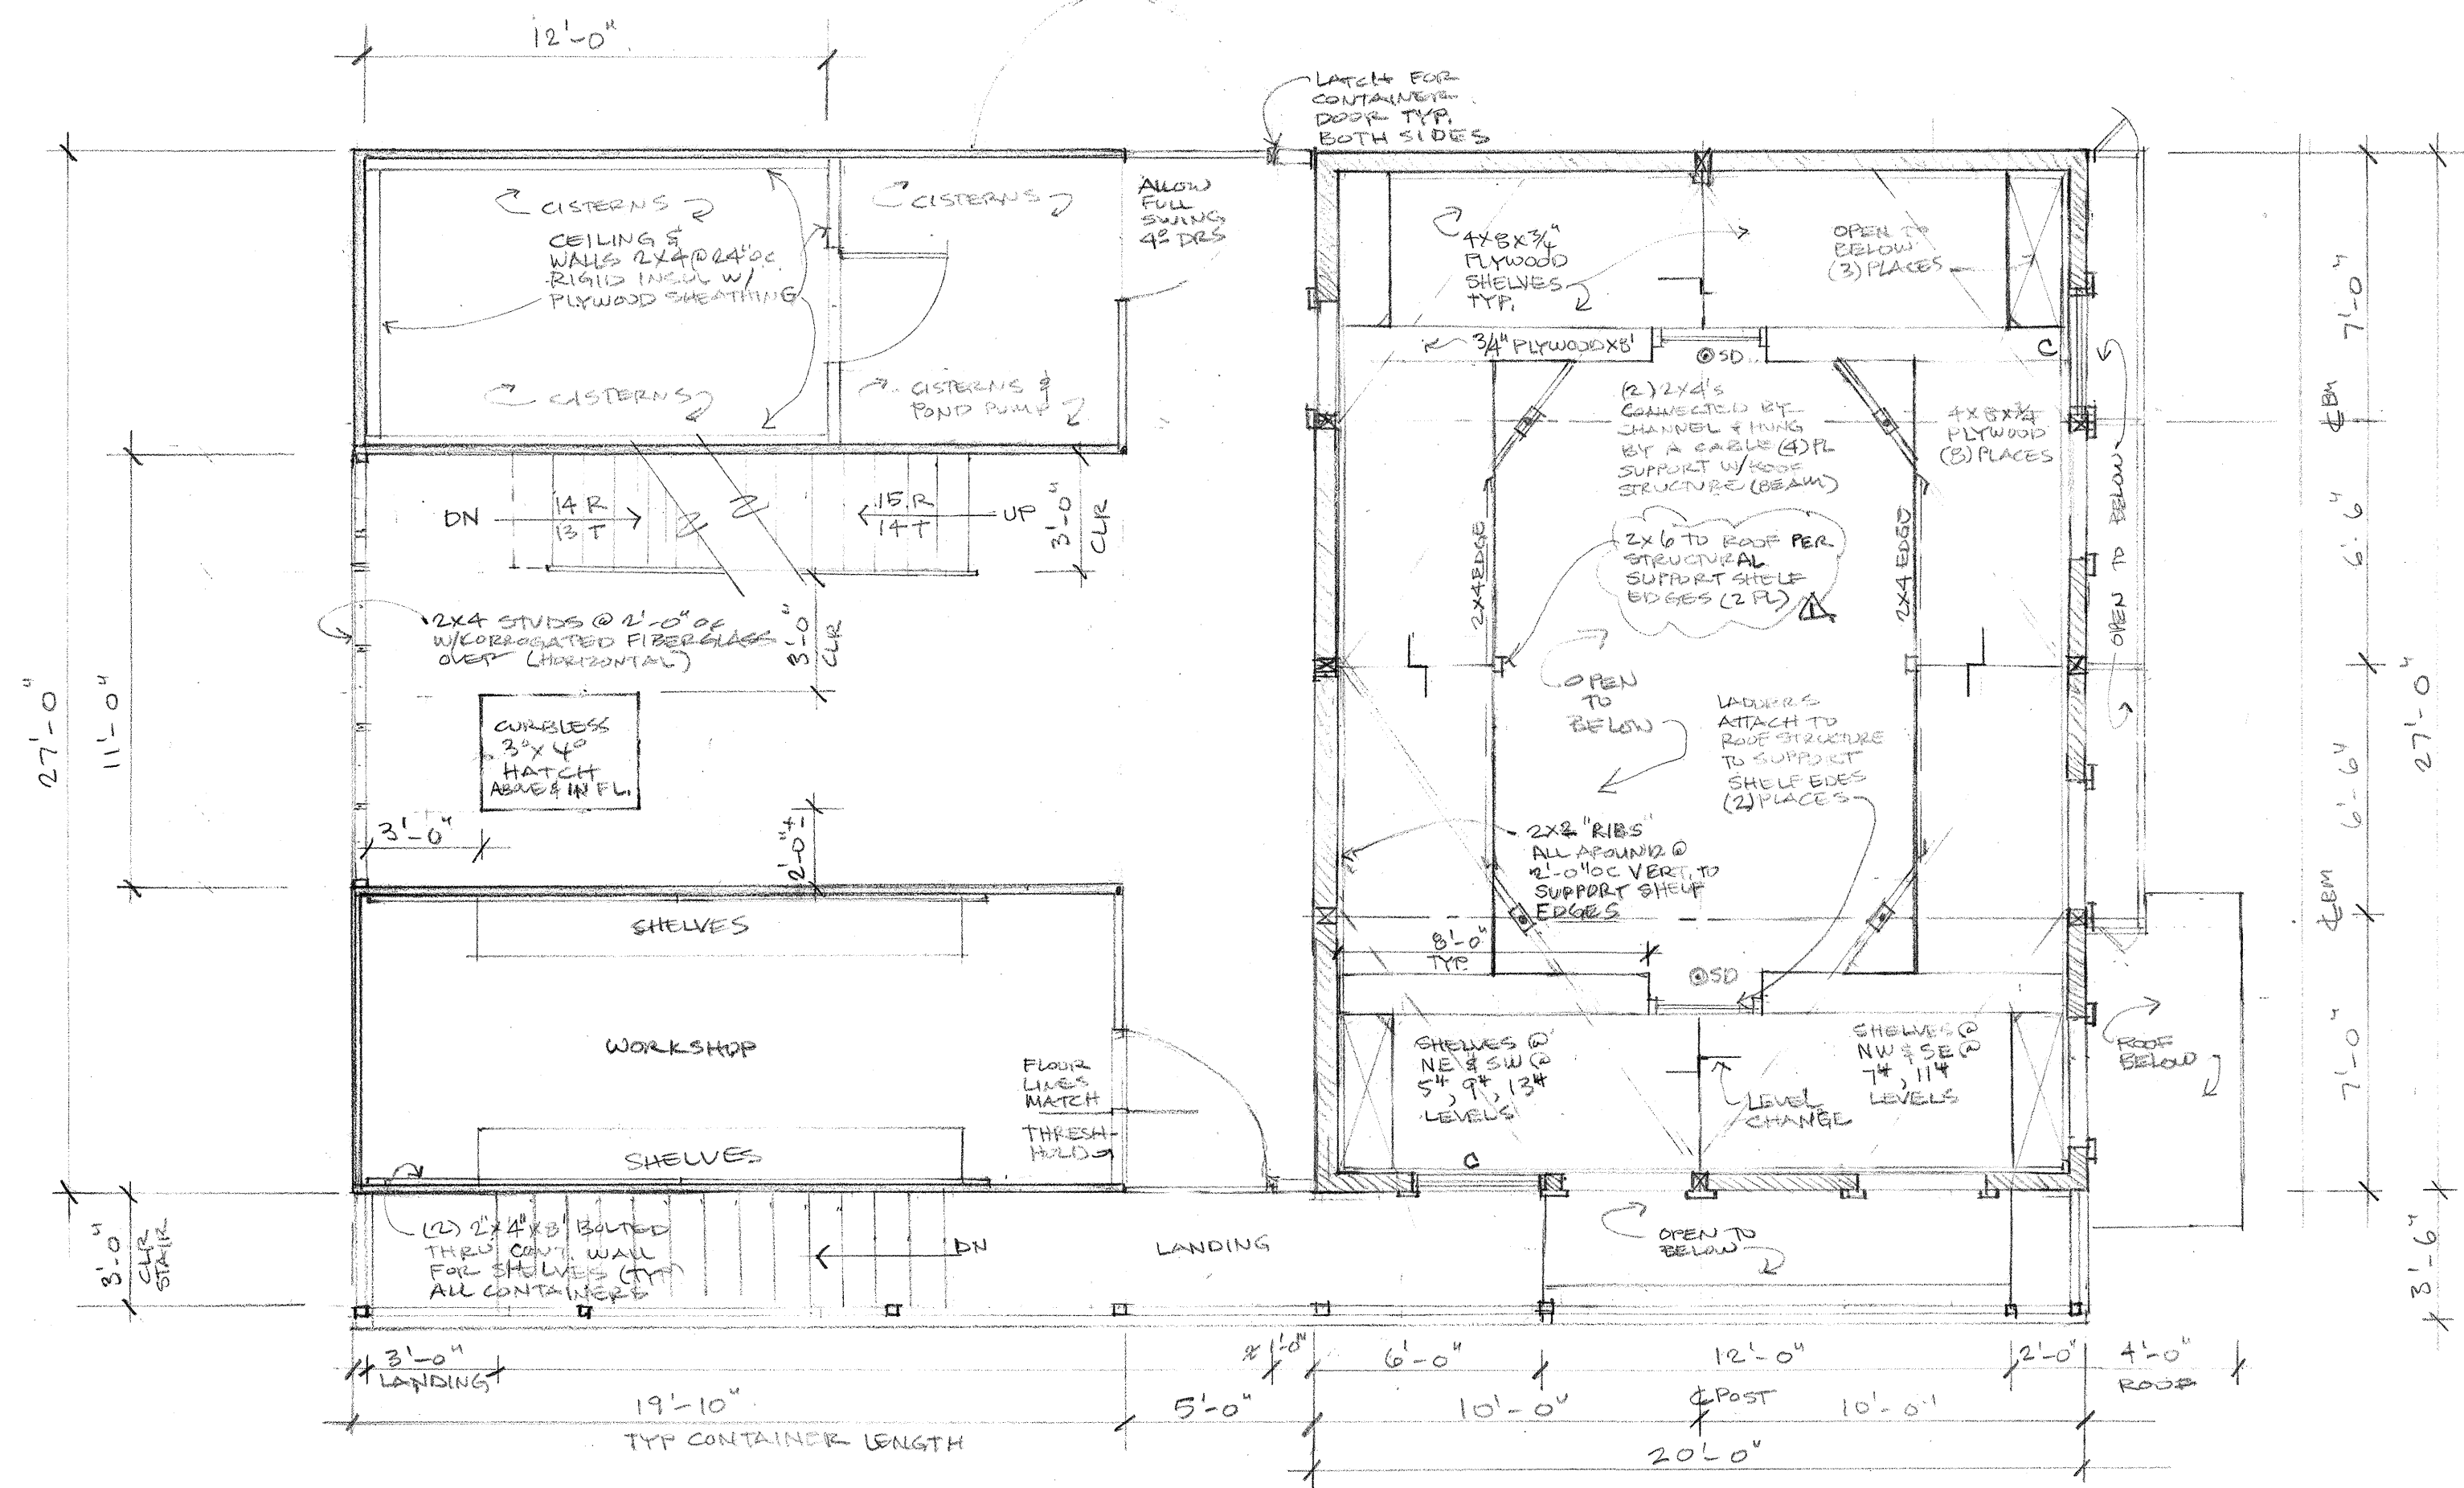 12'-0"
LATCH FOR
CONTAINER
DOOR TYP.
BOTH SIDES
ALLOW
FULL
SWING
4⁰ DRS
CISTERNS
CISTERNS
CEILING &
WALLS 2X4@24"OC
RIGID INSUL W/
PLYWOOD SHEATHING
CISTERNS
CISTERNS &
POND PUMP
DN
14 R
13 T
15 R
14 T
UP
3'-0"
CLR
2X4 STUDS @ 2'-0" OC
W/KORROGATED FIBERGLASS
OVER (HORIZONTAL)
3'-0"
CLR
27'-0"
11'-0"
CURBLESS
3⁰X 4⁰
HATCH
ABOVE & IN FL.
3'-0"
2'-0"±
SHELVES
WORKSHOP
SHELVES
FLOUR
LINES
MATCH
THRESH-
HOLD
3'-0"
CLR
STAIR
(2) 2"X4"X8' BOLTED
THRU CONT. WALL
FOR SHELVES (TYP)
ALL CONTAINERS
DN
LANDING
3'-0"
LANDING
19'-10"
TYP CONTAINER LENGTH
5'-0"
1'-0"
4X8X3/4"
PLYWOOD
SHELVES
TYP.
OPEN TO
BELOW
(3) PLACES
3/4" PLYWOODX8'
SD
C
(2) 2X4'S
CONNECTED BY
CHANNEL & HUNG
BY A CABLE (4) PL
SUPPORT W/ROOF
STRUCTURE (BEAM)
4X8X3/4
PLYWOOD
(8) PLACES
2X4 EDGE
2X4 EDGE
2X6 TO ROOF PER
STRUCTURAL
SUPPORT SHELF
EDGES (2 PL)
1
OPEN
TO
BELOW
LADDERS
ATTACH TO
ROOF STRUCTURE
TO SUPPORT
SHELF EDES
(2) PLACES
2X2 "RIBS"
ALL AROUND @
2'-0"OC VERT. TO
SUPPORT SHELF
EDGES
8'-0"
TYP.
SD
SHELVES @
NE & SW @
5⁴, 9⁴, 13⁴
LEVELS
SHELVES @
NW & SE @
7⁴, 11⁴
LEVELS
LEVEL
CHANGE
C
OPEN TO
BELOW
OPEN TO BELOW
ROOF
BELOW
7'-0"
℄ BM
6'-6"
6'-6"
℄ BM
7'-0"
27'-0"
3'-6"
6'-0"
12'-0"
2'-0"
4'-0"
ROOF
10'-0"
℄ POST
10'-0"
20'-0"